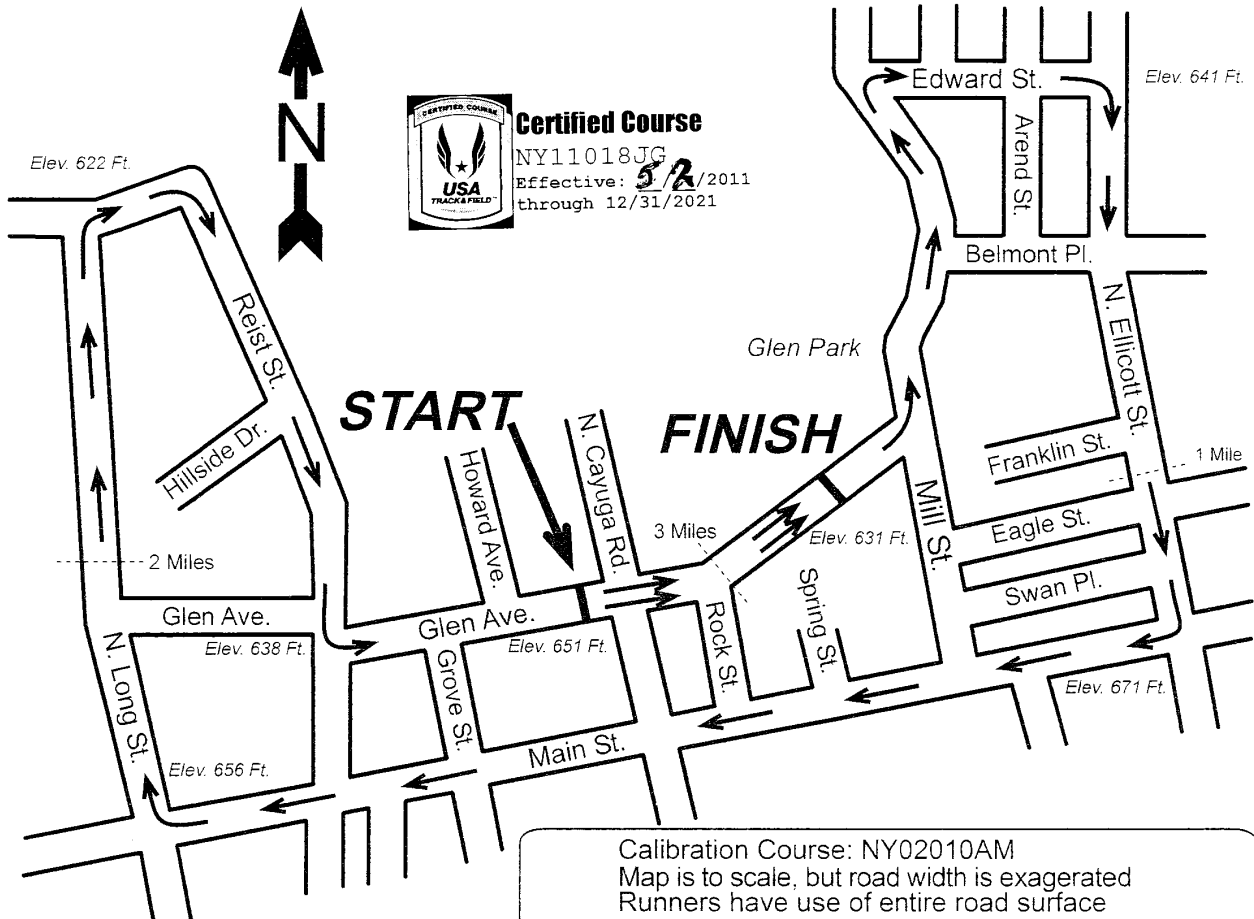 N
CERTIFIED COURSE
USA
TRACK & FIELD
Certified Course
NY11018JG
Effective: 5/2/2011
through 12/31/2021
Elev. 622 Ft.
Edward St.
Elev. 641 Ft.
Arend St.
Belmont Pl.
Reist St.
N. Ellicott St.
Glen Park
START
FINISH
Hillside Dr.
Howard Ave.
N. Cayuga Rd.
Franklin St.
1 Mile
Mill St.
Eagle St.
3 Miles
Elev. 631 Ft.
2 Miles
Swan Pl.
Spring St.
Glen Ave.
Glen Ave.
Rock St.
Elev. 638 Ft.
Elev. 651 Ft.
N. Long St.
Grove St.
Elev. 671 Ft.
Main St.
Elev. 656 Ft.
Calibration Course: NY02010AM
Map is to scale, but road width is exagerated
Runners have use of entire road surface